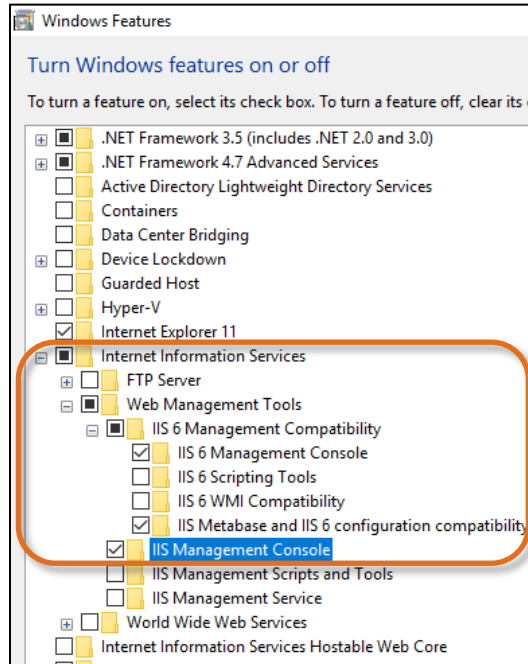 Windows Features
Turn Windows features on or off
To turn a feature on, select its check box. To turn a feature off, clear its
.NET Framework 3.5 (includes .NET 2.0 and 3.0)
.NET Framework 4.7 Advanced Services
Active Directory Lightweight Directory Services
Containers
Data Center Bridging
Device Lockdown
Guarded Host
Hyper-V
Internet Explorer 11
Internet Information Services
FTP Server
Web Management Tools
IIS 6 Management Compatibility
IIS 6 Management Console
IIS 6 Scripting Tools
IIS 6 WMI Compatibility
IIS Metabase and IIS 6 configuration compatibility
IIS Management Console
IIS Management Scripts and Tools
IIS Management Service
World Wide Web Services
Internet Information Services Hostable Web Core